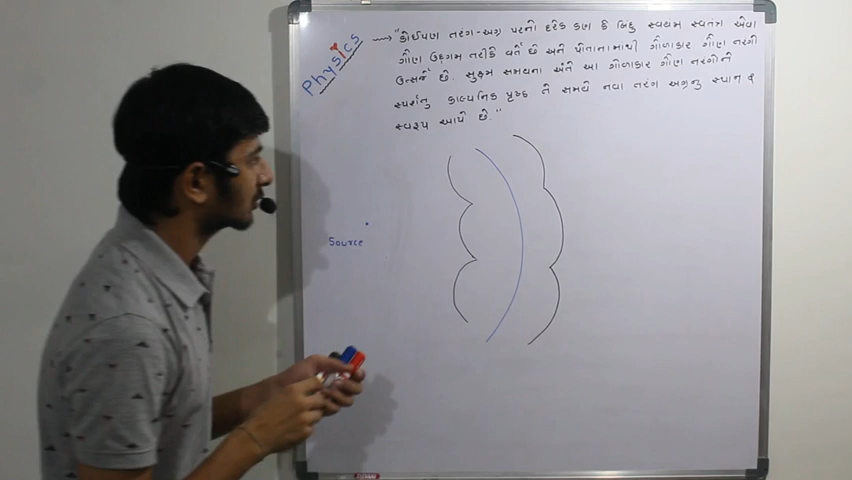 Physics
"કોઈપણ તરંગ-અગ્ર પરનો દરેક કણ કે બિંદુ સ્વયમ સ્વતંત્ર એવા
ગૌણ ઉદ્દગમ તરીકે વર્તે છે અને પોતાનામાંથી ગોળાકાર ગૌણ તરંગો
ઉત્સર્જે છે. સુક્ષ્મ સમયના અંતે આ ગોળાકાર ગૌણ તરંગોને
સ્પર્શતુ કાલ્પનિક પૃષ્ઠ તે સમયે નવા તરંગ અગ્રનુ સ્થાન &
સ્વરૂપ આપે છે."
Source